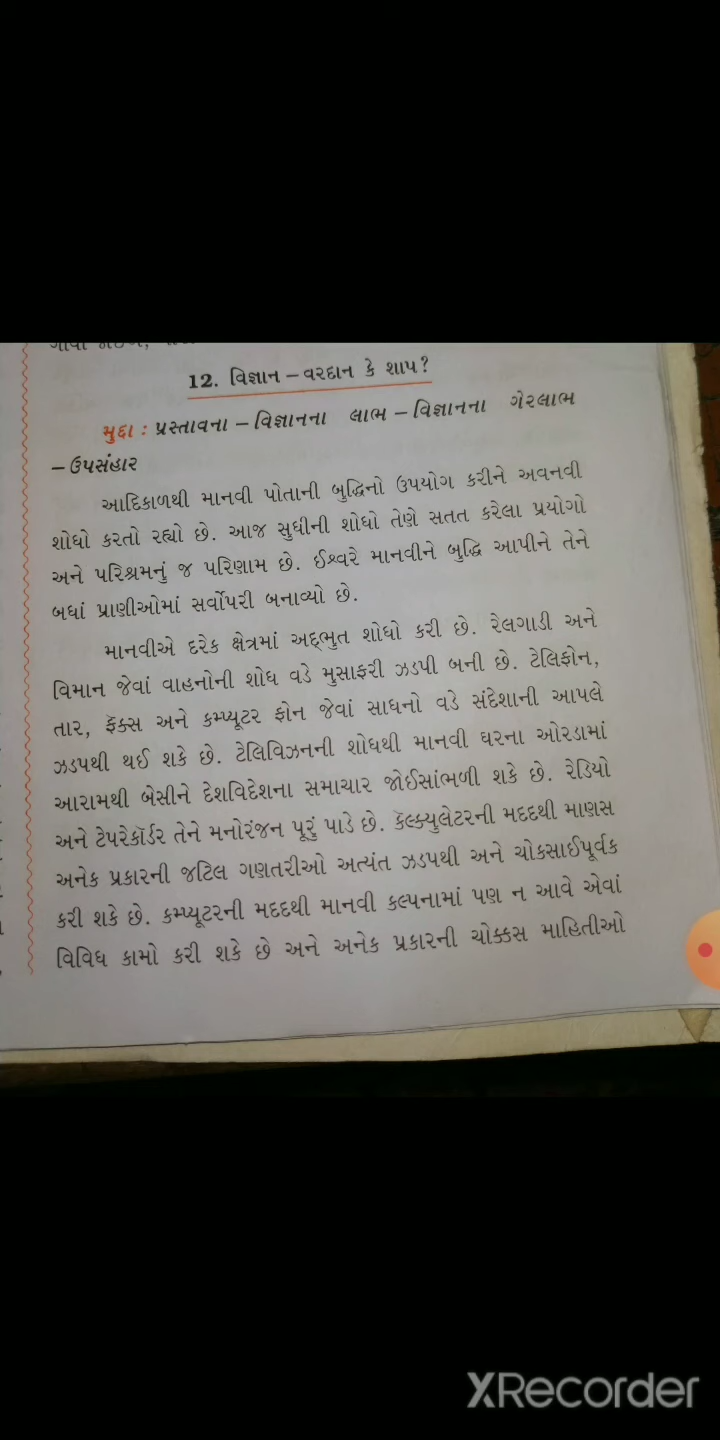 12. વિજ્ઞાન – વરદાન કે શાપ?
મુદ્દા : પ્રસ્તાવના – વિજ્ઞાનના લાભ – વિજ્ઞાનના ગેરલાભ
– ઉપસંહાર
આદિકાળથી માનવી પોતાની બુદ્ધિનો ઉપયોગ કરીને અવનવી
શોધો કરતો રહ્યો છે. આજ સુધીની શોધો તેણે સતત કરેલા પ્રયોગો
અને પરિશ્રમનું જ પરિણામ છે. ઈશ્વરે માનવીને બુદ્ધિ આપીને તેને
બધાં પ્રાણીઓમાં સર્વોપરી બનાવ્યો છે.
માનવીએ દરેક ક્ષેત્રમાં અદ્ભુત શોધો કરી છે. રેલગાડી અને
વિમાન જેવાં વાહનોની શોધ વડે મુસાફરી ઝડપી બની છે. ટેલિફોન,
તાર, ફૅક્સ અને કમ્પ્યૂટર ફોન જેવાં સાધનો વડે સંદેશાની આપલે
ઝડપથી થઈ શકે છે. ટેલિવિઝનની શોધથી માનવી ઘરના ઓરડામાં
આરામથી બેસીને દેશવિદેશના સમાચાર જોઈસાંભળી શકે છે. રેડિયો
અને ટેપરેકૉર્ડર તેને મનોરંજન પૂરું પાડે છે. કૅલ્ક્યુલેટરની મદદથી માણસ
અનેક પ્રકારની જટિલ ગણતરીઓ અત્યંત ઝડપથી અને ચોકસાઈપૂર્વક
કરી શકે છે. કમ્પ્યૂટરની મદદથી માનવી કલ્પનામાં પણ ન આવે એવાં
વિવિધ કામો કરી શકે છે અને અનેક પ્રકારની ચોક્કસ માહિતીઓ
XRecorder